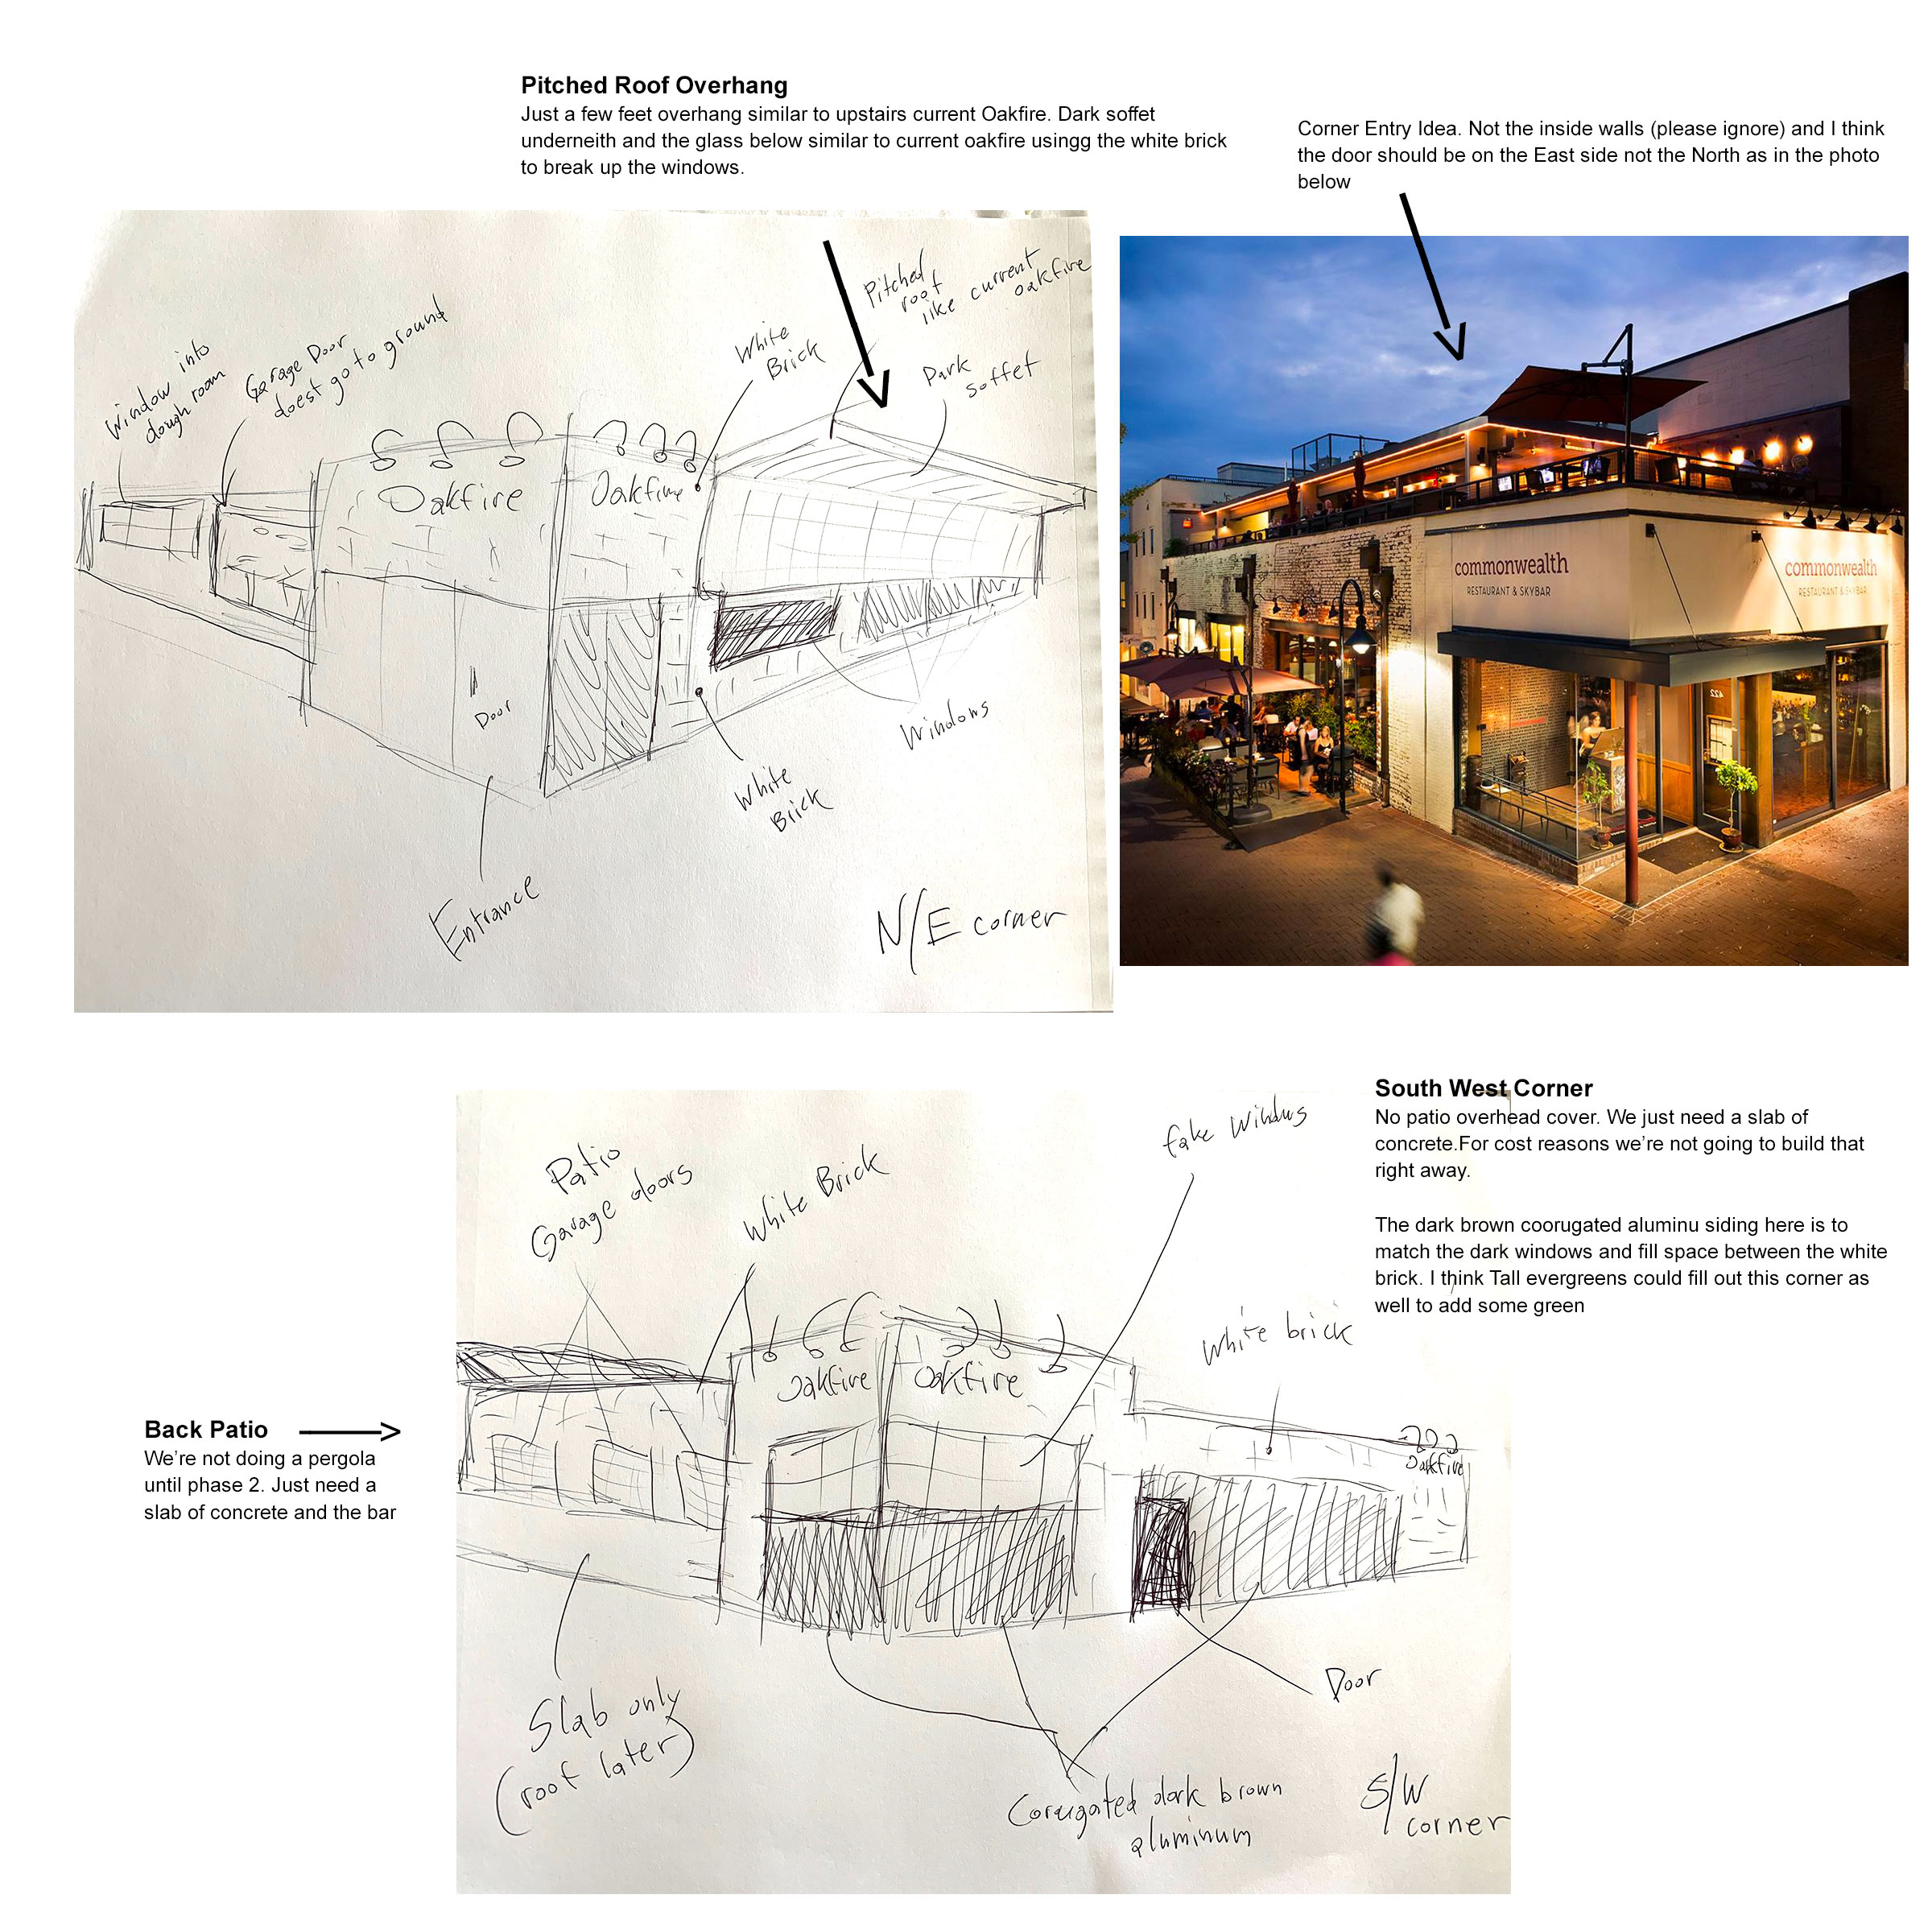 Pitched Roof Overhang
Just a few feet overhang similar to upstairs current Oakfire. Dark soffet
underneith and the glass below similar to current oakfire usingg the white brick
to break up the windows.
Corner Entry Idea. Not the inside walls (please ignore) and I think
the door should be on the East side not the North as in the photo
below
Window into
dough room
Garage Door
doest go to ground
White
Brick
Pitched
roof
like current
oakfire
Dark
soffet
Oakfire
Oakfire
Door
Windows
White
Brick
Entrance
N/E corner
commonwealth
RESTAURANT & SKYBAR
commonwealth
RESTAURANT & SKYBAR
422
South West Corner
No patio overhead cover. We just need a slab of
concrete.For cost reasons we’re not going to build that
right away.
The dark brown coorugated aluminu siding here is to
match the dark windows and fill space between the white
brick. I think Tall evergreens could fill out this corner as
well to add some green
Back Patio
We’re not doing a pergola
until phase 2. Just need a
slab of concrete and the bar
Patio
Garage doors
White Brick
fake windows
white brick
Oakfire
Oakfire
Oakfire
Door
Slab only
(roof later)
Corugated dark brown
aluminum
S/W
corner